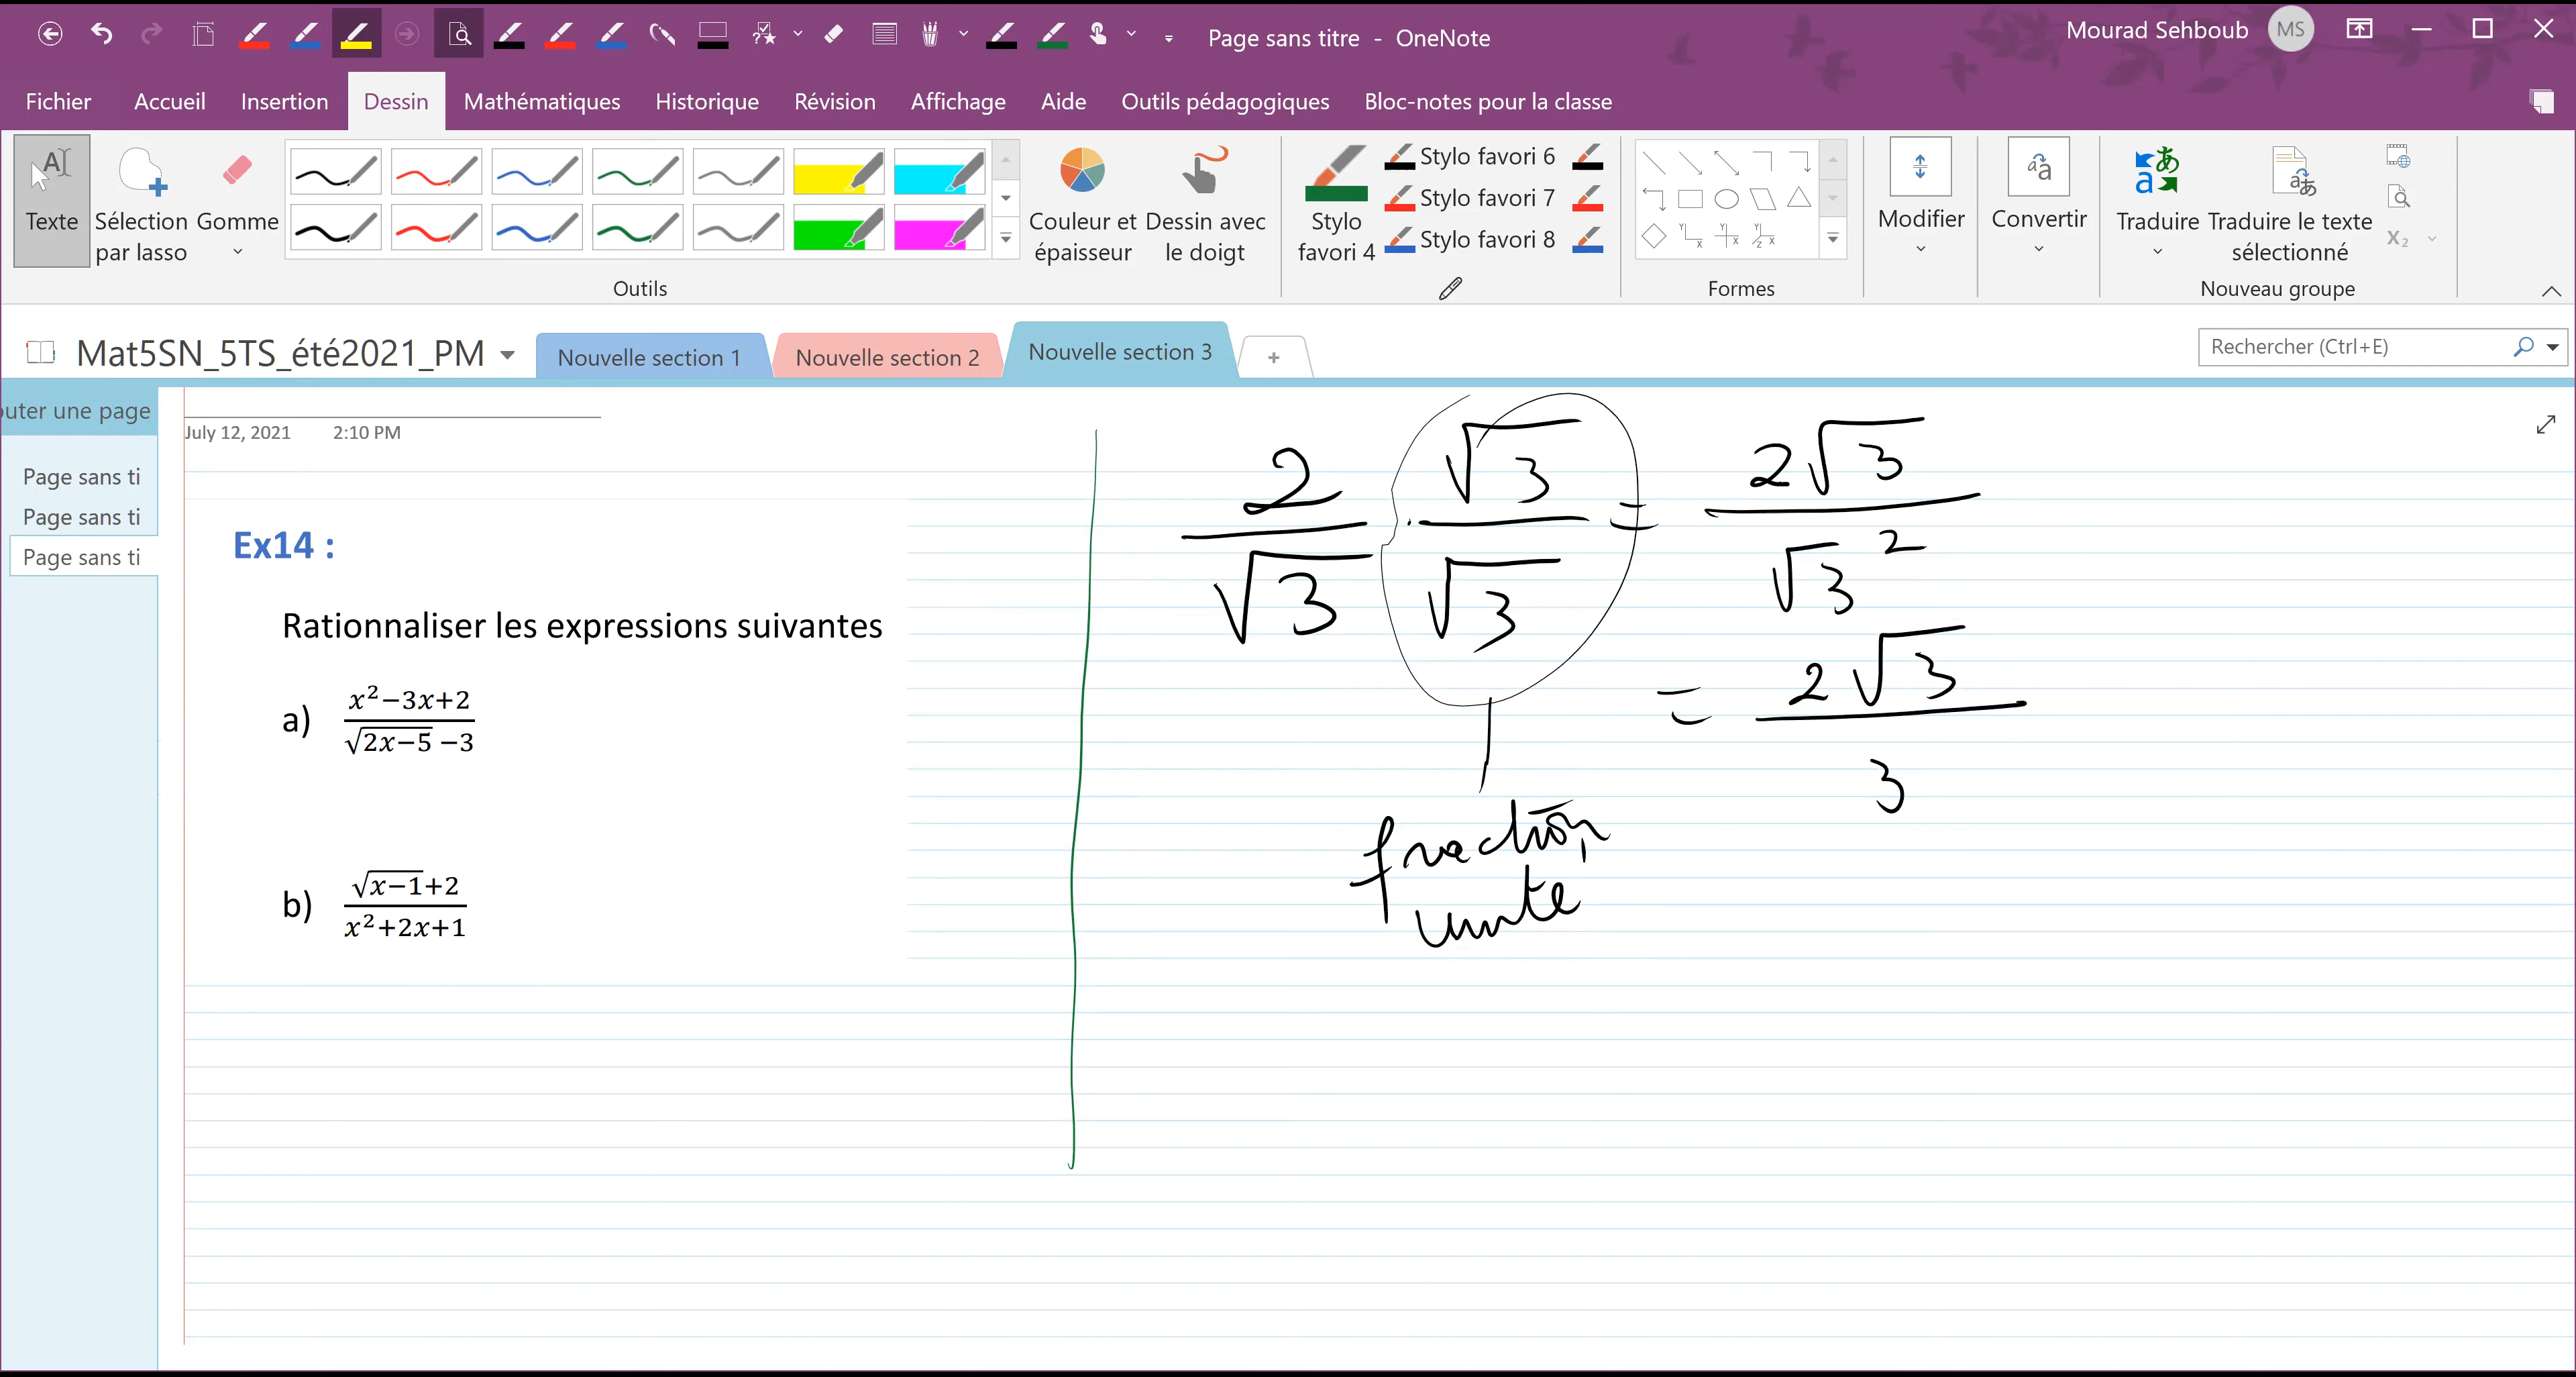 Page sans titre - OneNote
Mourad Sehboub MS
Fichier Accueil Insertion Dessin Mathématiques Historique Révision Affichage Aide Outils pédagogiques Bloc-notes pour la classe
Texte
Sélection par lasso
Gomme
Couleur et épaisseur
Dessin avec le doigt
Outils
Stylo favori 4
Stylo favori 6
Stylo favori 7
Stylo favori 8
Formes
Modifier
Convertir
Traduire
Traduire le texte sélectionné
Nouveau groupe
Mat5SN_5TS_été2021_PM
Nouvelle section 1
Nouvelle section 2
Nouvelle section 3
+
Rechercher (Ctrl+E)
outer une page
Page sans ti
Page sans ti
Page sans ti
July 12, 2021 2:10 PM
Ex14 :
Rationnaliser les expressions suivantes
a) (x²−3x+2)/(√(2x−5) −3)
b) (√(x−1)+2)/(x²+2x+1)
2/√3 · √3/√3 = 2√3/√3²
= 2√3/3
fraction
unité